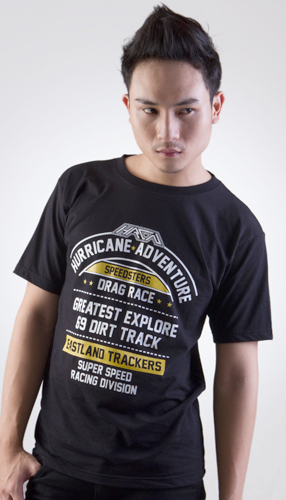 HURRICANE ADVENTURE
SPEEDSTERS
DRAG RACE
GREATEST EXPLORE
69 DIRT TRACK
EASTLAND TRACKERS
SUPER SPEED
RACING DIVISION